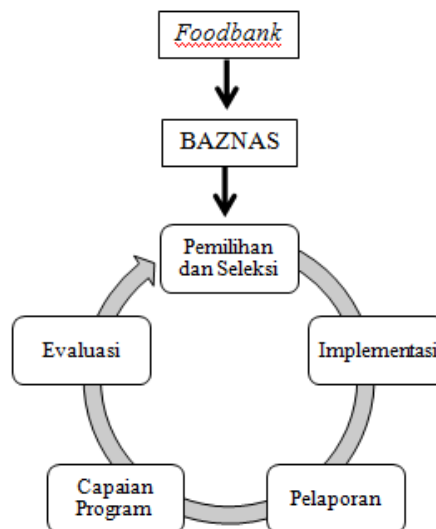 Foodbank
BAZNAS
Pemilihan
dan Seleksi
Implementasi
Pelaporan
Capaian
Program
Evaluasi